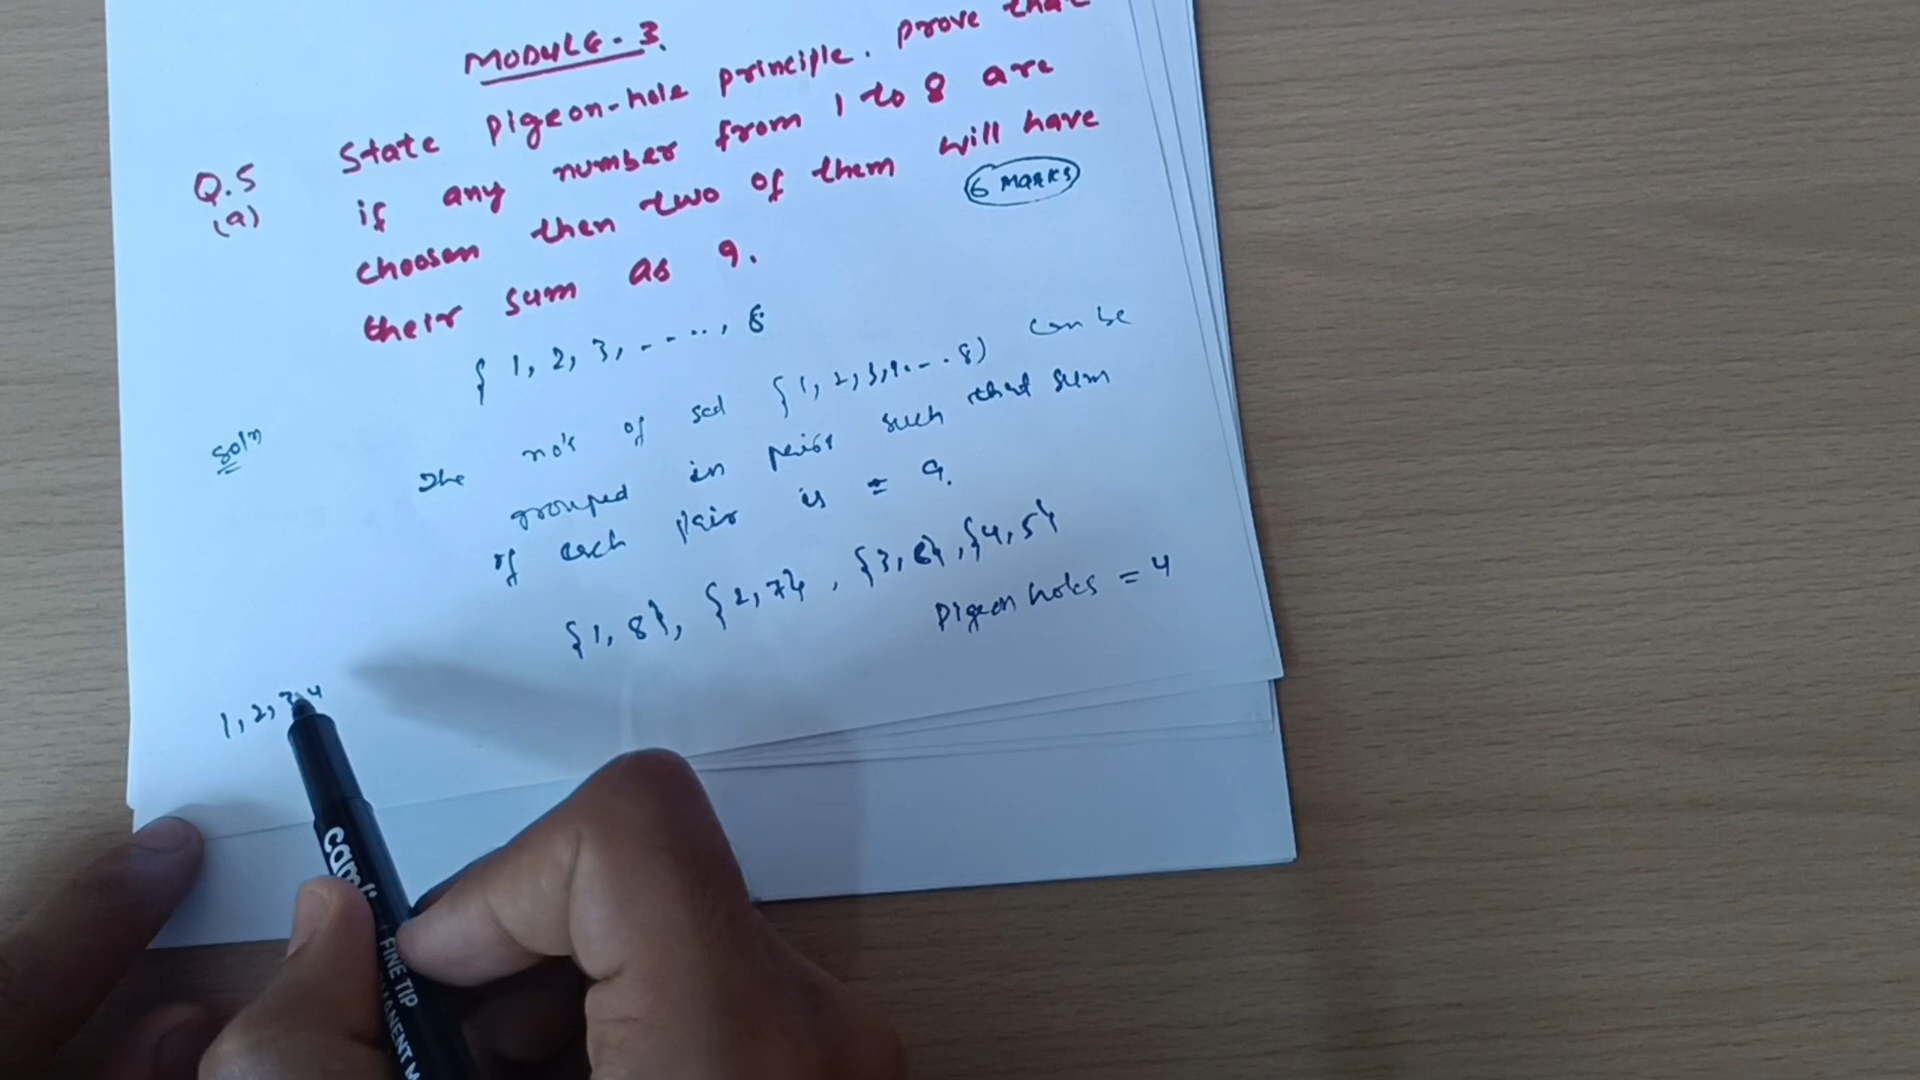 MODULE - 3.
Q.5 State pigeon-hole principle. prove that
(a) if any number from 1 to 8 are
choosen then two of them will have
their sum as 9.
6 MARKS
Soln { 1, 2, 3, - - ..., 8
The no's of set {1, 2, 3, 4. - . 8} can be
grouped in pairs such that sum
of each pair is = 9.
{1, 8}, {2, 7}, {3, 6}, {4, 5}
Pigeon holes = 4
1, 2, 3, 4
FINE TIP